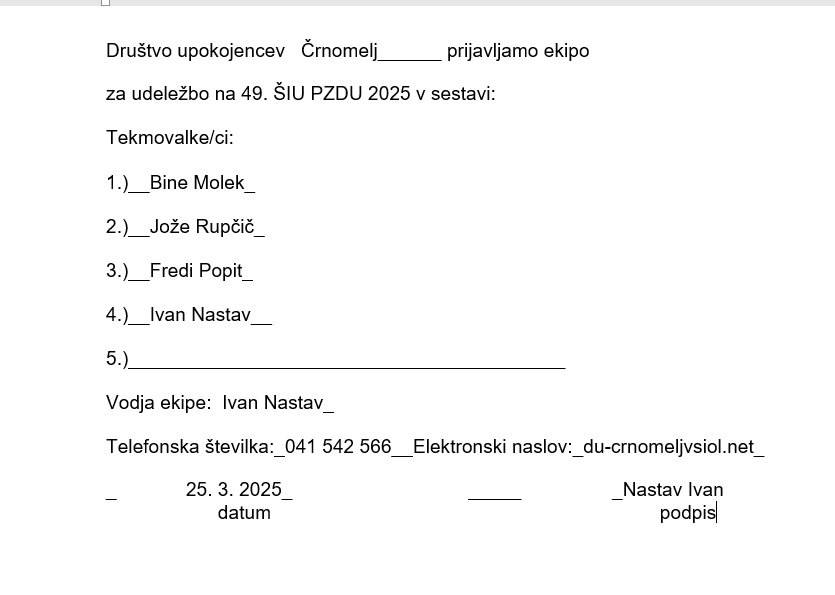 Društvo upokojencev   Črnomelj______ prijavljamo ekipo
za udeležbo na 49. ŠIU PZDU 2025 v sestavi:
Tekmovalke/ci:
1.)__Bine Molek_
2.)__Jože Rupčič_
3.)__Fredi Popit_
4.)__Ivan Nastav__
5.)_________________________________________
Vodja ekipe:  Ivan Nastav_
Telefonska številka:_041 542 566__Elektronski naslov:_du-crnomeljvsiol.net_
_ 25. 3. 2025_ _____ _Nastav Ivan
datum podpis